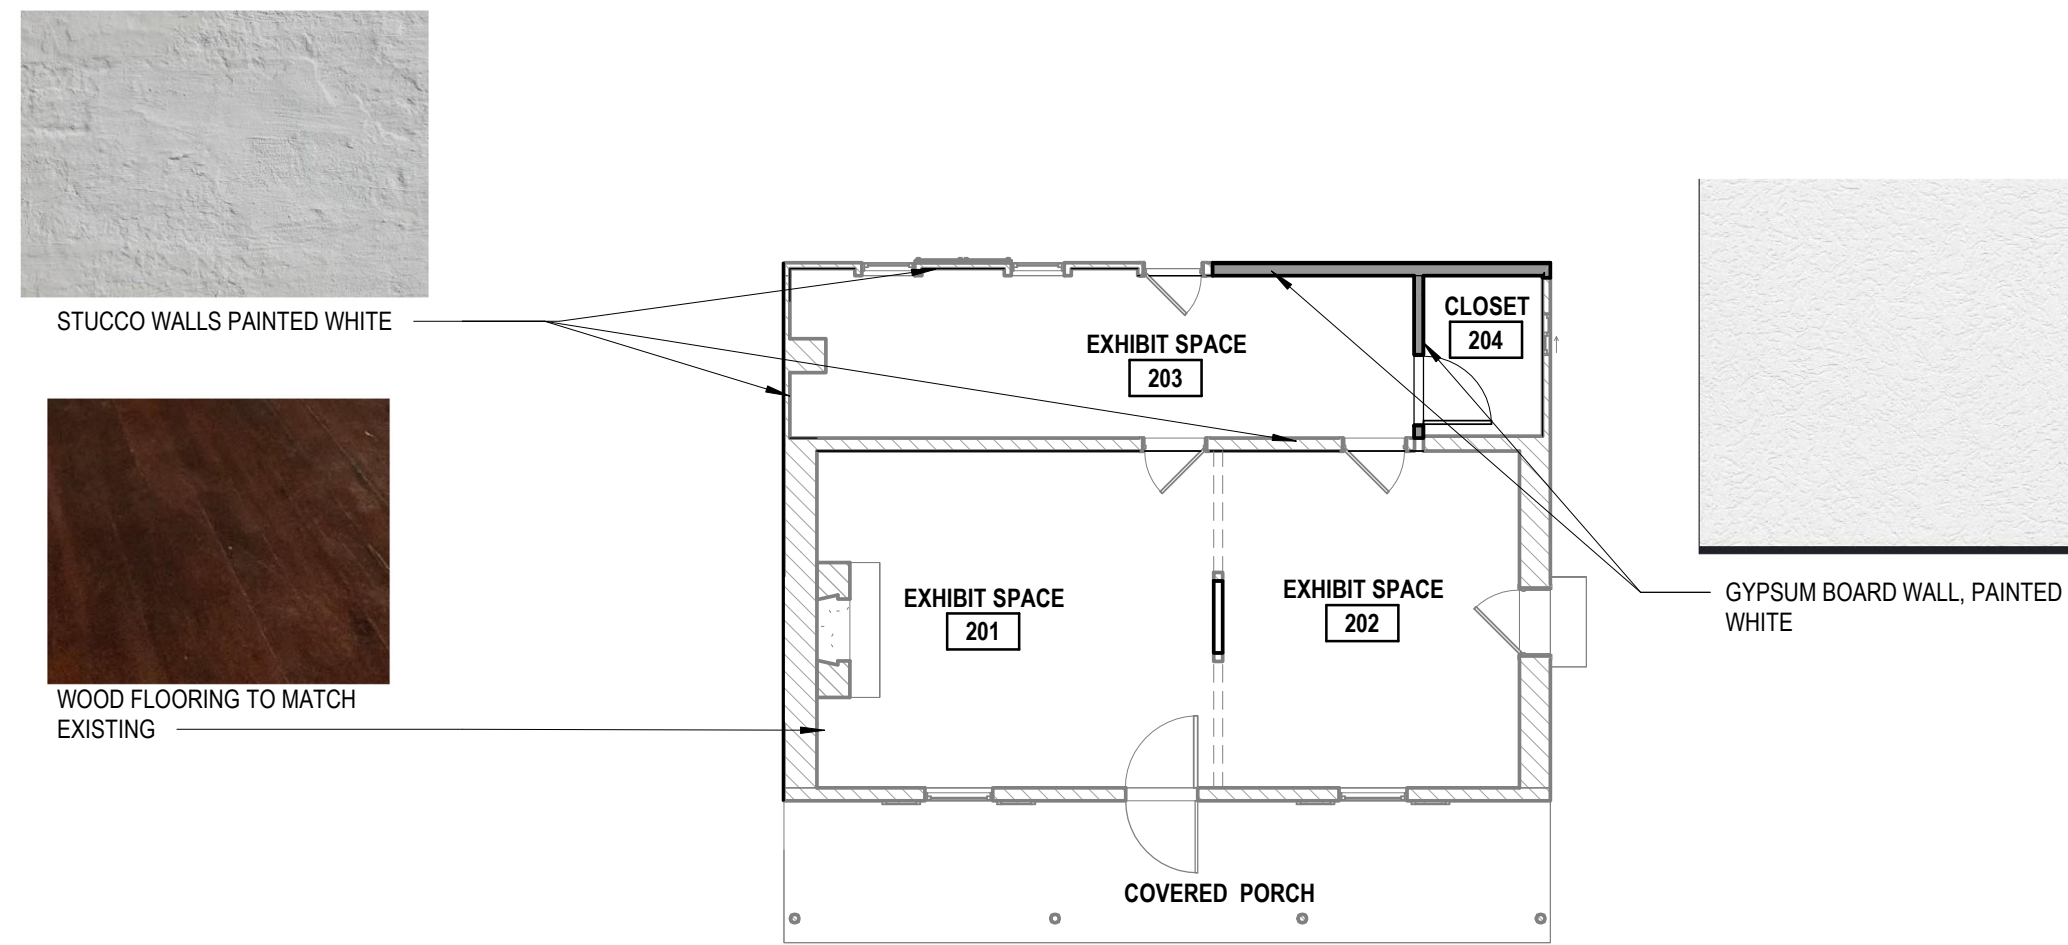 STUCCO WALLS PAINTED WHITE
WOOD FLOORING TO MATCH
EXISTING
CLOSET
204
EXHIBIT SPACE
203
EXHIBIT SPACE
201
EXHIBIT SPACE
202
COVERED PORCH
GYPSUM BOARD WALL, PAINTED
WHITE